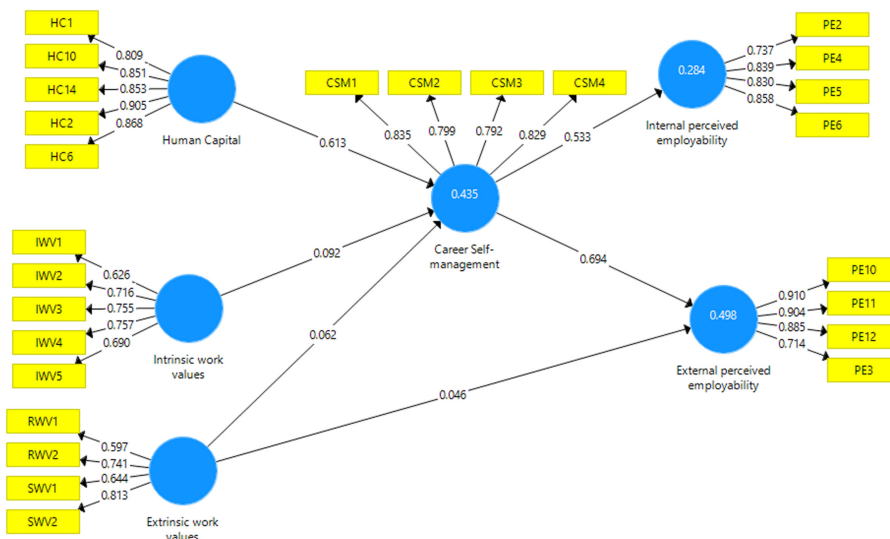 HC1
HC10
HC14
HC2
HC6
0.809
0.851
0.853
0.905
0.868
Human Capital
0.613
CSM1
CSM2
CSM3
CSM4
0.835
0.799
0.792
0.829
0.435
Career Self-
management
0.533
0.284
Internal perceived
employability
0.737
0.839
0.830
0.858
PE2
PE4
PE5
PE6
IWV1
IWV2
IWV3
IWV4
IWV5
0.626
0.716
0.755
0.757
0.690
Intrinsic work
values
0.092
0.062
0.694
0.046
0.498
External perceived
employability
0.910
0.904
0.885
0.714
PE10
PE11
PE12
PE3
RWV1
RWV2
SWV1
SWV2
0.597
0.741
0.644
0.813
Extrinsic work
values